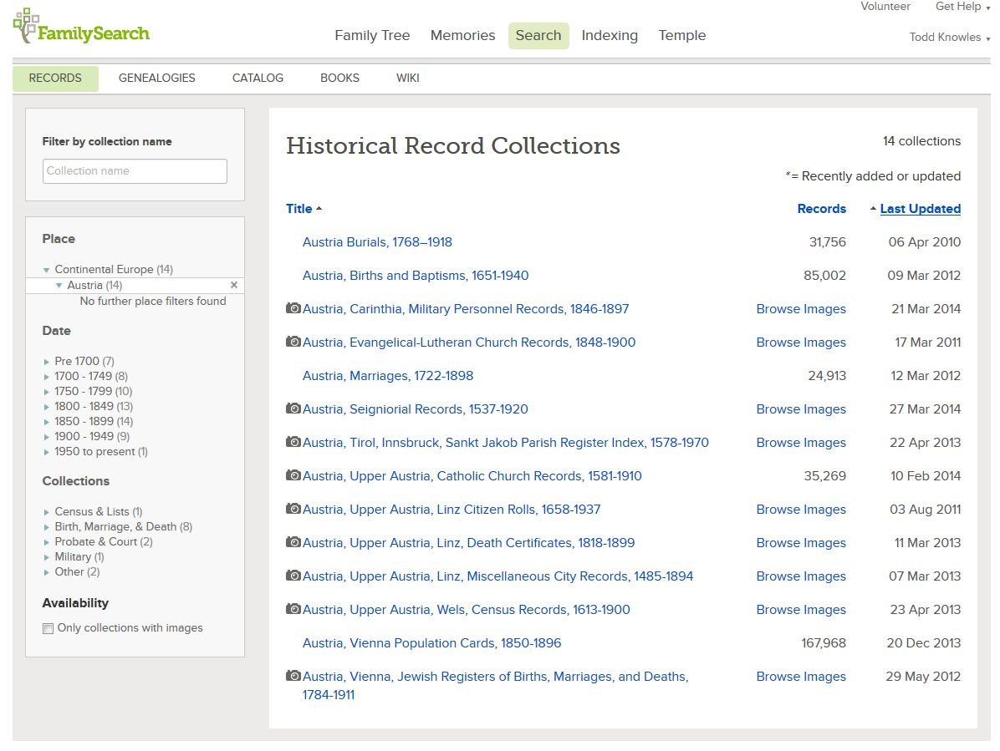 Volunteer Get Help
FamilySearch
Family Tree Memories Search Indexing Temple
Todd Knowles
RECORDS GENEALOGIES CATALOG BOOKS WIKI
Filter by collection name
Collection name
Place
Continental Europe (14)
Austria (14)
No further place filters found
Date
Pre 1700 (7)
1700 - 1749 (8)
1750 - 1799 (10)
1800 - 1849 (13)
1850 - 1899 (14)
1900 - 1949 (9)
1950 to present (1)
Collections
Census & Lists (1)
Birth, Marriage, & Death (8)
Probate & Court (2)
Military (1)
Other (2)
Availability
Only collections with images
Historical Record Collections 14 collections
*= Recently added or updated
Title Records Last Updated
Austria Burials, 1768–1918 31,756 06 Apr 2010
Austria, Births and Baptisms, 1651-1940 85,002 09 Mar 2012
Austria, Carinthia, Military Personnel Records, 1846-1897 Browse Images 21 Mar 2014
Austria, Evangelical-Lutheran Church Records, 1848-1900 Browse Images 17 Mar 2011
Austria, Marriages, 1722-1898 24,913 12 Mar 2012
Austria, Seigniorial Records, 1537-1920 Browse Images 27 Mar 2014
Austria, Tirol, Innsbruck, Sankt Jakob Parish Register Index, 1578-1970 Browse Images 22 Apr 2013
Austria, Upper Austria, Catholic Church Records, 1581-1910 35,269 10 Feb 2014
Austria, Upper Austria, Linz Citizen Rolls, 1658-1937 Browse Images 03 Aug 2011
Austria, Upper Austria, Linz, Death Certificates, 1818-1899 Browse Images 11 Mar 2013
Austria, Upper Austria, Linz, Miscellaneous City Records, 1485-1894 Browse Images 07 Mar 2013
Austria, Upper Austria, Wels, Census Records, 1613-1900 Browse Images 23 Apr 2013
Austria, Vienna Population Cards, 1850-1896 167,968 20 Dec 2013
Austria, Vienna, Jewish Registers of Births, Marriages, and Deaths, Browse Images 29 May 2012
1784-1911